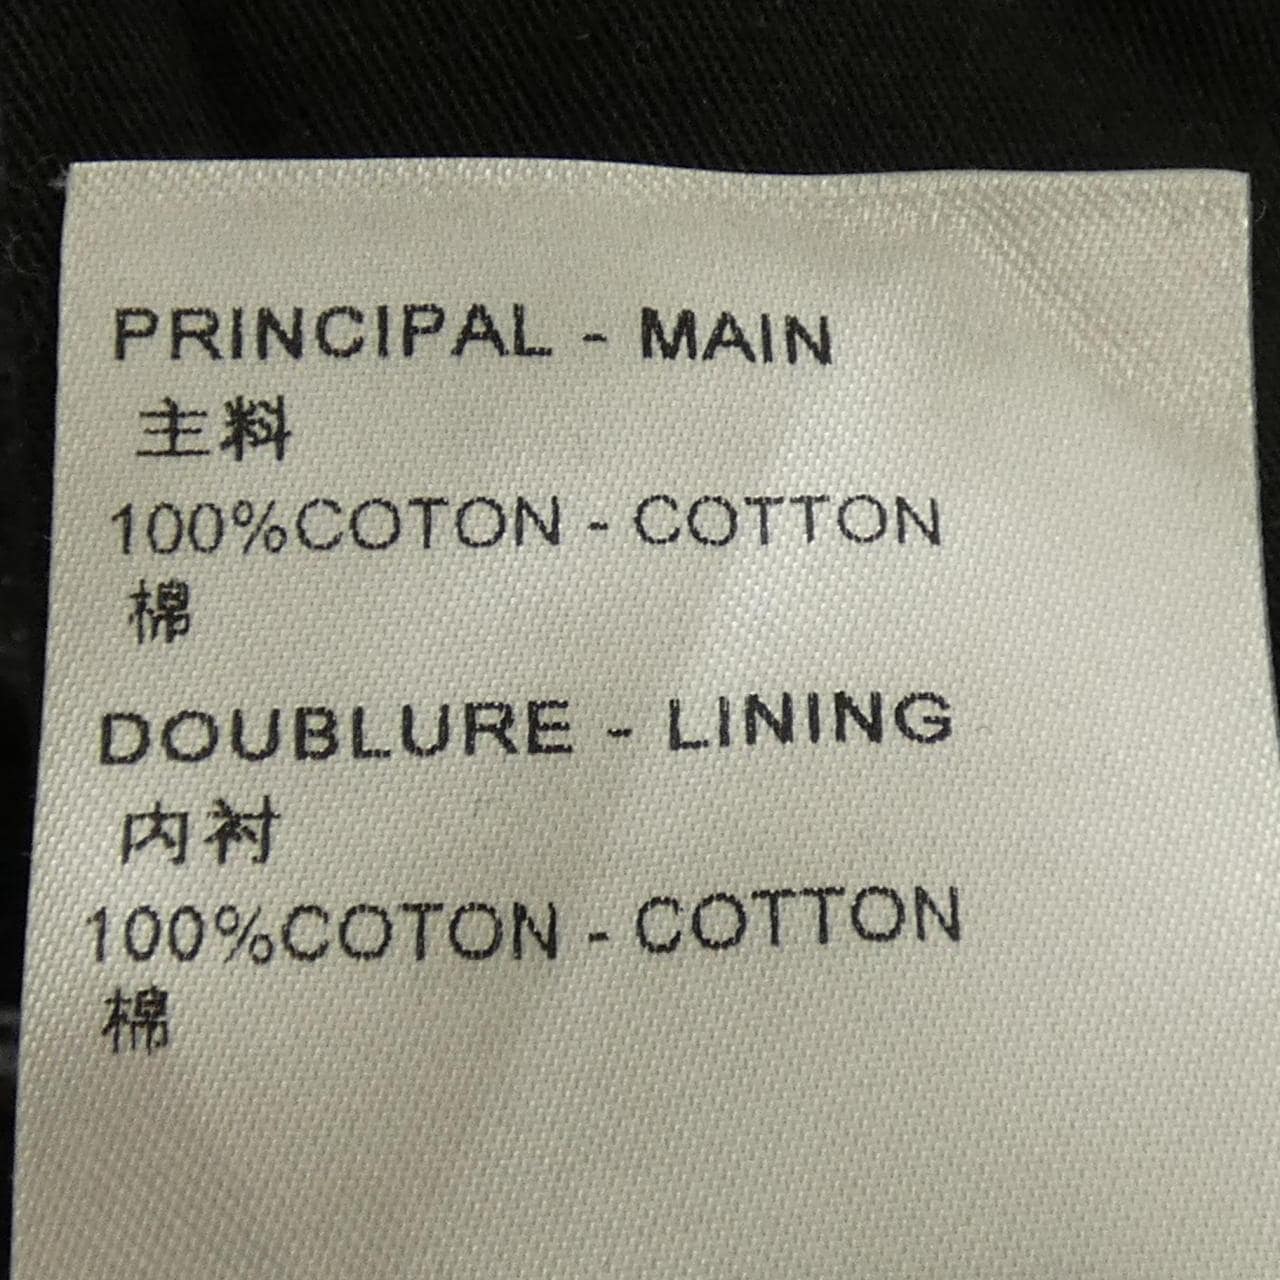 PRINCIPAL - MAIN
主料
100%COTON - COTTON
棉
DOUBLURE - LINING
内衬
100%COTON - COTTON
棉